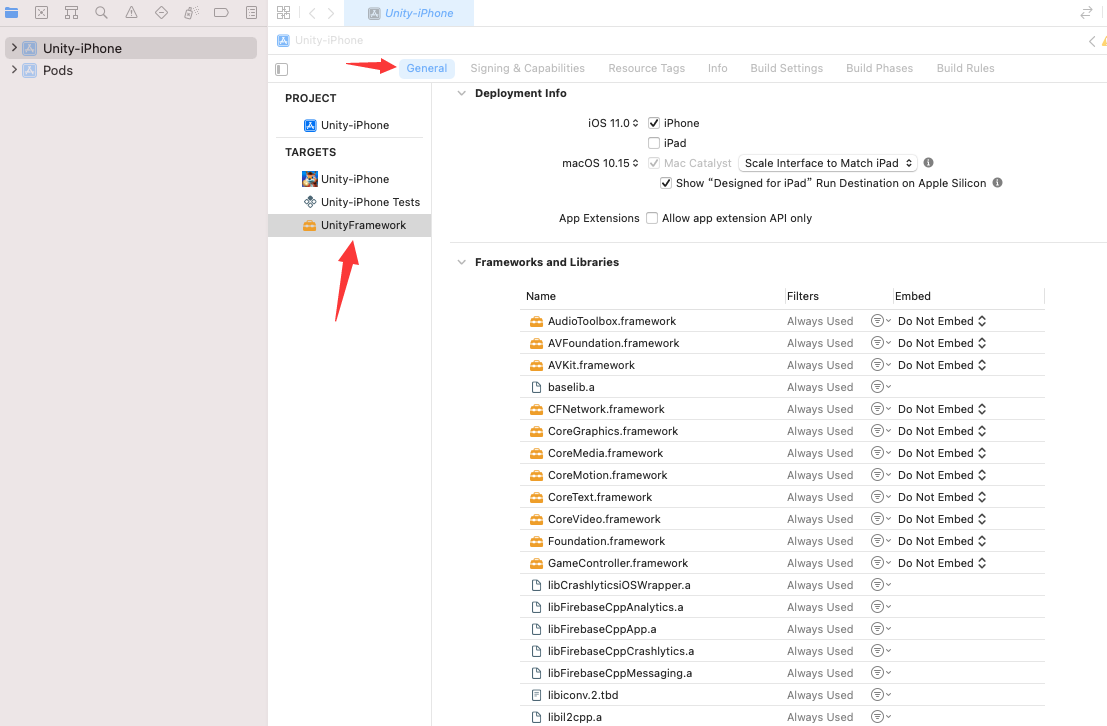 Unity-iPhone
Unity-iPhone
Pods
Unity-iPhone
General Signing & Capabilities Resource Tags Info Build Settings Build Phases Build Rules
PROJECT
Unity-iPhone
TARGETS
Unity-iPhone
Unity-iPhone Tests
UnityFramework
Deployment Info
iOS 11.0 iPhone
iPad
macOS 10.15 Mac Catalyst Scale Interface to Match iPad
Show “Designed for iPad” Run Destination on Apple Silicon
App Extensions Allow app extension API only
Frameworks and Libraries
Name Filters Embed
AudioToolbox.framework Always Used Do Not Embed
AVFoundation.framework Always Used Do Not Embed
AVKit.framework Always Used Do Not Embed
baselib.a Always Used
CFNetwork.framework Always Used Do Not Embed
CoreGraphics.framework Always Used Do Not Embed
CoreMedia.framework Always Used Do Not Embed
CoreMotion.framework Always Used Do Not Embed
CoreText.framework Always Used Do Not Embed
CoreVideo.framework Always Used Do Not Embed
Foundation.framework Always Used Do Not Embed
GameController.framework Always Used Do Not Embed
libCrashlyticsiOSWrapper.a Always Used
libFirebaseCppAnalytics.a Always Used
libFirebaseCppApp.a Always Used
libFirebaseCppCrashlytics.a Always Used
libFirebaseCppMessaging.a Always Used
libiconv.2.tbd Always Used
libil2cpp.a Always Used